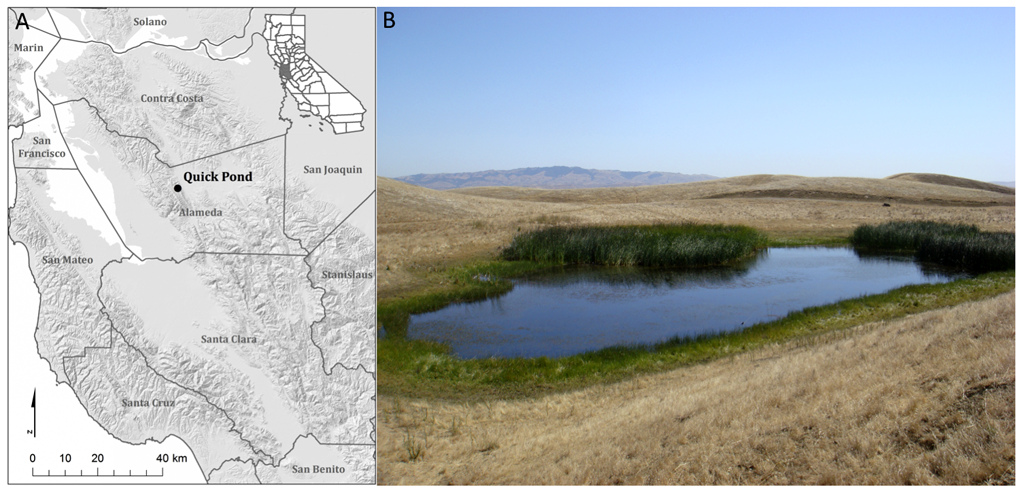 A
Solano
Marin
Contra Costa
San
Francisco
San Joaquin
Quick Pond
Alameda
San Mateo
Stanislaus
Santa Clara
Santa Cruz
N
0 10 20 40 km
San Benito
B